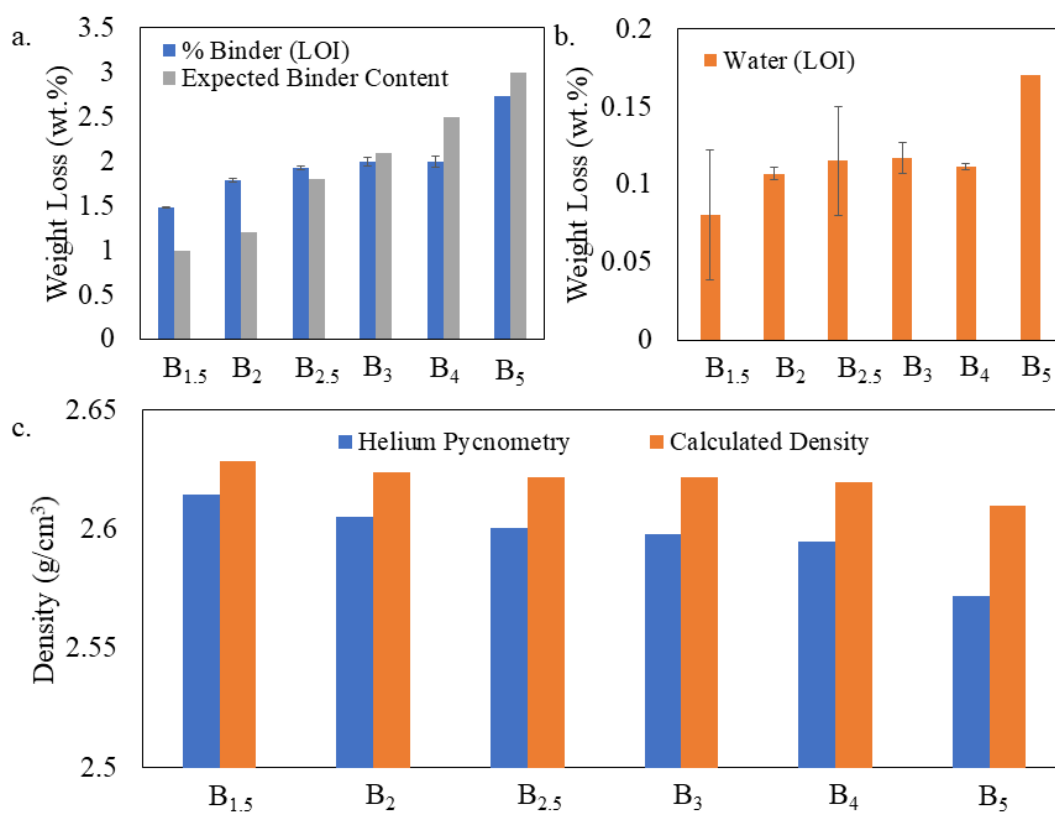 a.
% Binder (LOI)
Expected Binder Content
Weight Loss (wt.%)
3.5
3
2.5
2
1.5
1
0.5
0
B1.5 B2 B2.5 B3 B4 B5
b.
Water (LOI)
Weight Loss (wt.%)
0.2
0.15
0.1
0.05
0
B1.5 B2 B2.5 B3 B4 B5
c.
Helium Pycnometry Calculated Density
Density (g/cm³)
2.65
2.6
2.55
2.5
B1.5 B2 B2.5 B3 B4 B5